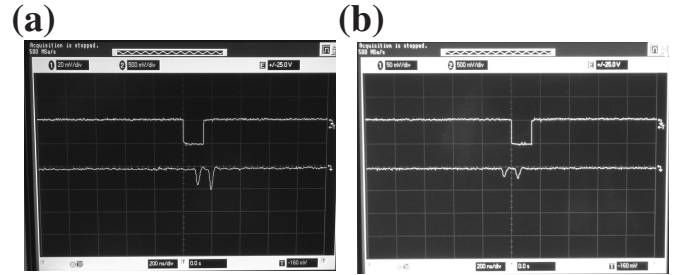 (a)
Acquisition is stopped.
500 MSa/s
1 20 mV/div 2 500 mV/div E +/-25.0 V
200 ns/div 0.0 s T -160 mV
(b)
Acquisition is stopped.
500 MSa/s
1 50 mV/div 2 500 mV/div E +/-25.0 V
200 ns/div 0.0 s T -160 mV